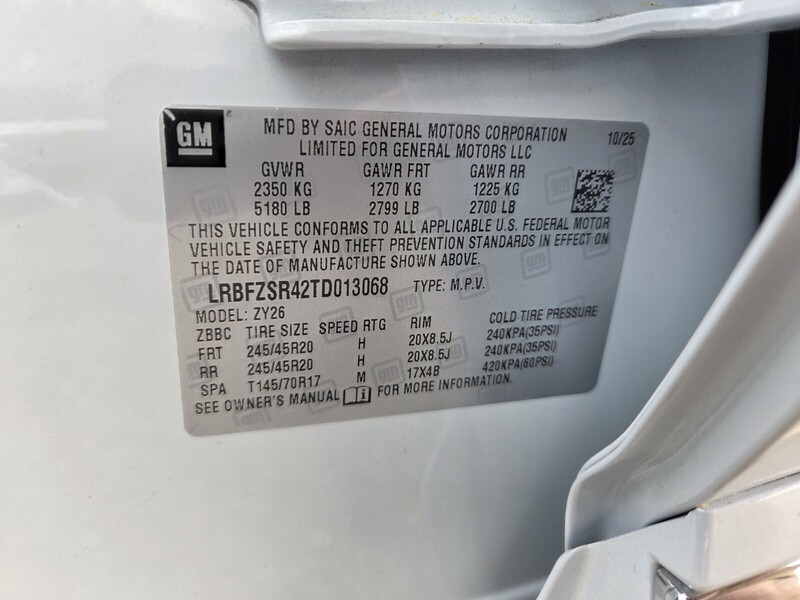 GM
MFD BY SAIC GENERAL MOTORS CORPORATION 10/25
LIMITED FOR GENERAL MOTORS LLC
GVWR GAWR FRT GAWR RR
2350 KG 1270 KG 1225 KG
5180 LB 2799 LB 2700 LB
THIS VEHICLE CONFORMS TO ALL APPLICABLE U.S. FEDERAL MOTOR
VEHICLE SAFETY AND THEFT PREVENTION STANDARDS IN EFFECT ON
THE DATE OF MANUFACTURE SHOWN ABOVE.
LRBFZSR42TD013068 TYPE: M.P.V.
MODEL: ZY26
ZBBC TIRE SIZE SPEED RTG RIM COLD TIRE PRESSURE
FRT 245/45R20 H 20X8.5J 240KPA(35PSI)
RR 245/45R20 H 20X8.5J 240KPA(35PSI)
SPA T145/70R17 M 17X4B 420KPA(60PSI)
SEE OWNER'S MANUAL FOR MORE INFORMATION.